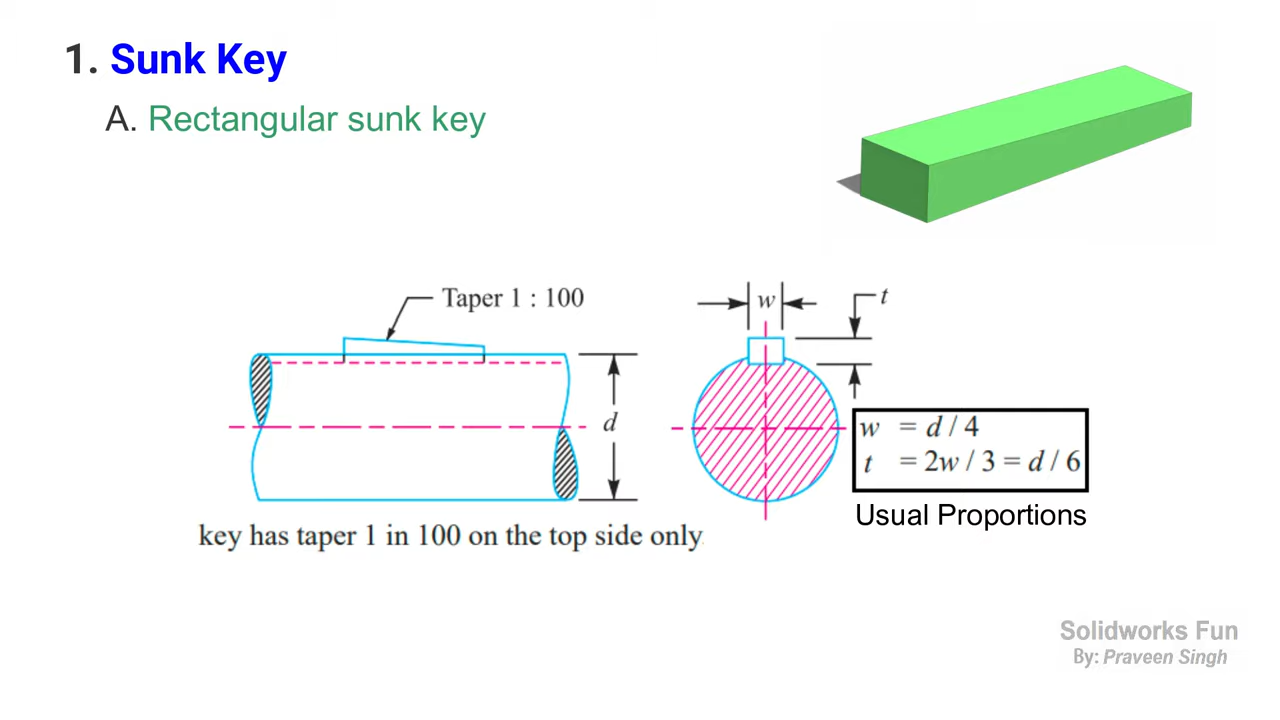 1. Sunk Key
A. Rectangular sunk key
Taper 1 : 100
w
t
d
w = d / 4
t = 2w / 3 = d / 6
Usual Proportions
key has taper 1 in 100 on the top side only.
Solidworks Fun
By: Praveen Singh